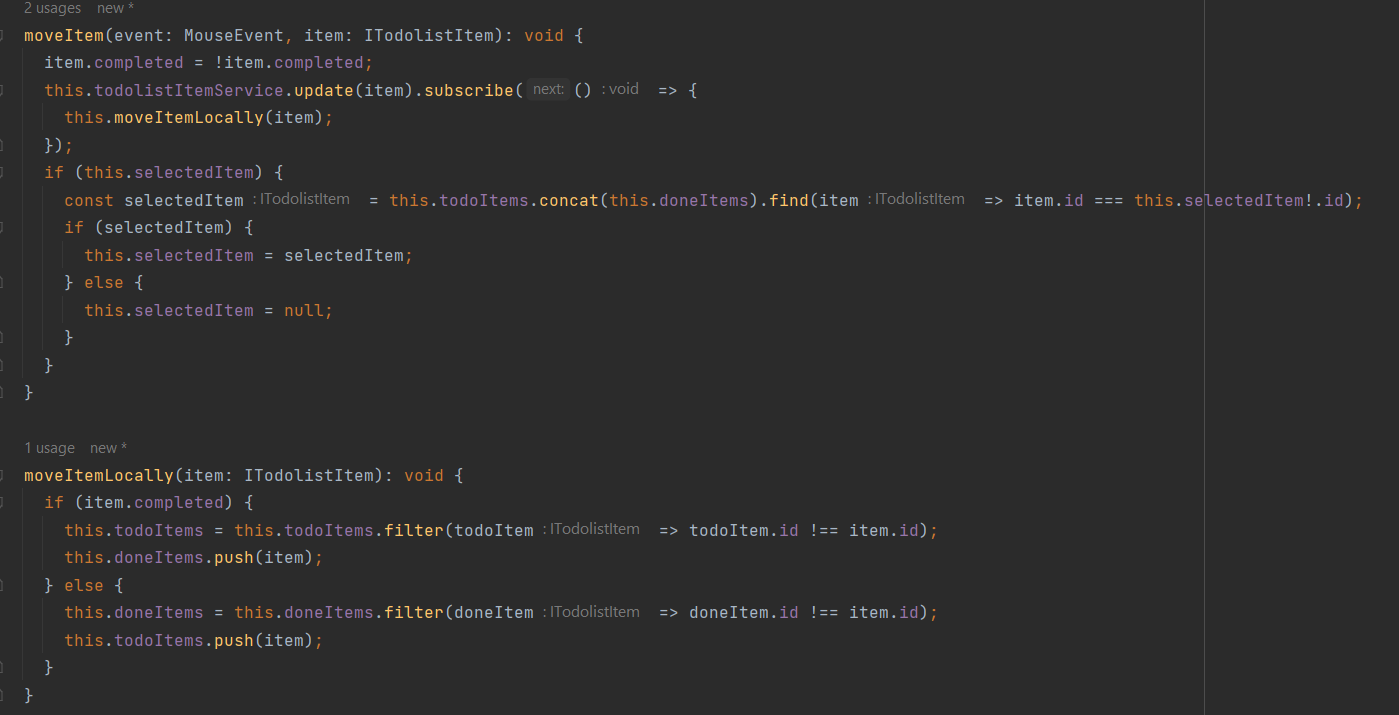 2 usages new *
moveItem(event: MouseEvent, item: ITodolistItem): void {
item.completed = !item.completed;
this.todolistItemService.update(item).subscribe( next: () : void => {
this.moveItemLocally(item);
});
if (this.selectedItem) {
const selectedItem : ITodolistItem = this.todoItems.concat(this.doneItems).find(item : ITodolistItem => item.id === this.selectedItem!.id);
if (selectedItem) {
this.selectedItem = selectedItem;
} else {
this.selectedItem = null;
}
}
}
1 usage new *
moveItemLocally(item: ITodolistItem): void {
if (item.completed) {
this.todoItems = this.todoItems.filter(todoItem : ITodolistItem => todoItem.id !== item.id);
this.doneItems.push(item);
} else {
this.doneItems = this.doneItems.filter(doneItem : ITodolistItem => doneItem.id !== item.id);
this.todoItems.push(item);
}
}